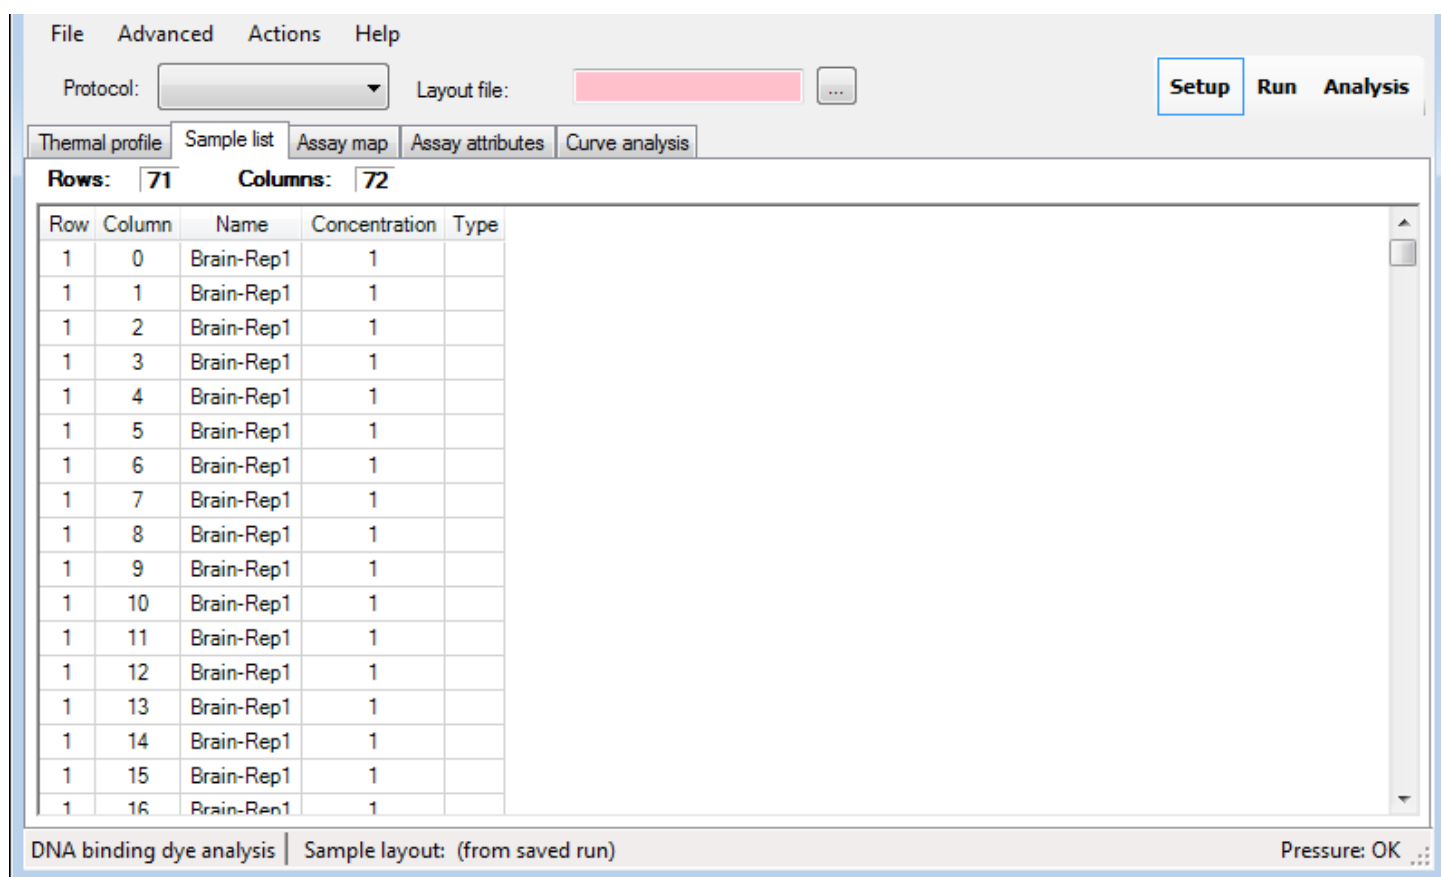 File Advanced Actions Help
Protocol: Layout file: ... Setup Run Analysis
Thermal profile Sample list Assay map Assay attributes Curve analysis
Rows: 71 Columns: 72
Row Column Name Concentration Type
1 0 Brain-Rep1 1
1 1 Brain-Rep1 1
1 2 Brain-Rep1 1
1 3 Brain-Rep1 1
1 4 Brain-Rep1 1
1 5 Brain-Rep1 1
1 6 Brain-Rep1 1
1 7 Brain-Rep1 1
1 8 Brain-Rep1 1
1 9 Brain-Rep1 1
1 10 Brain-Rep1 1
1 11 Brain-Rep1 1
1 12 Brain-Rep1 1
1 13 Brain-Rep1 1
1 14 Brain-Rep1 1
1 15 Brain-Rep1 1
1 16 Brain-Rep1 1
DNA binding dye analysis Sample layout: (from saved run) Pressure: OK